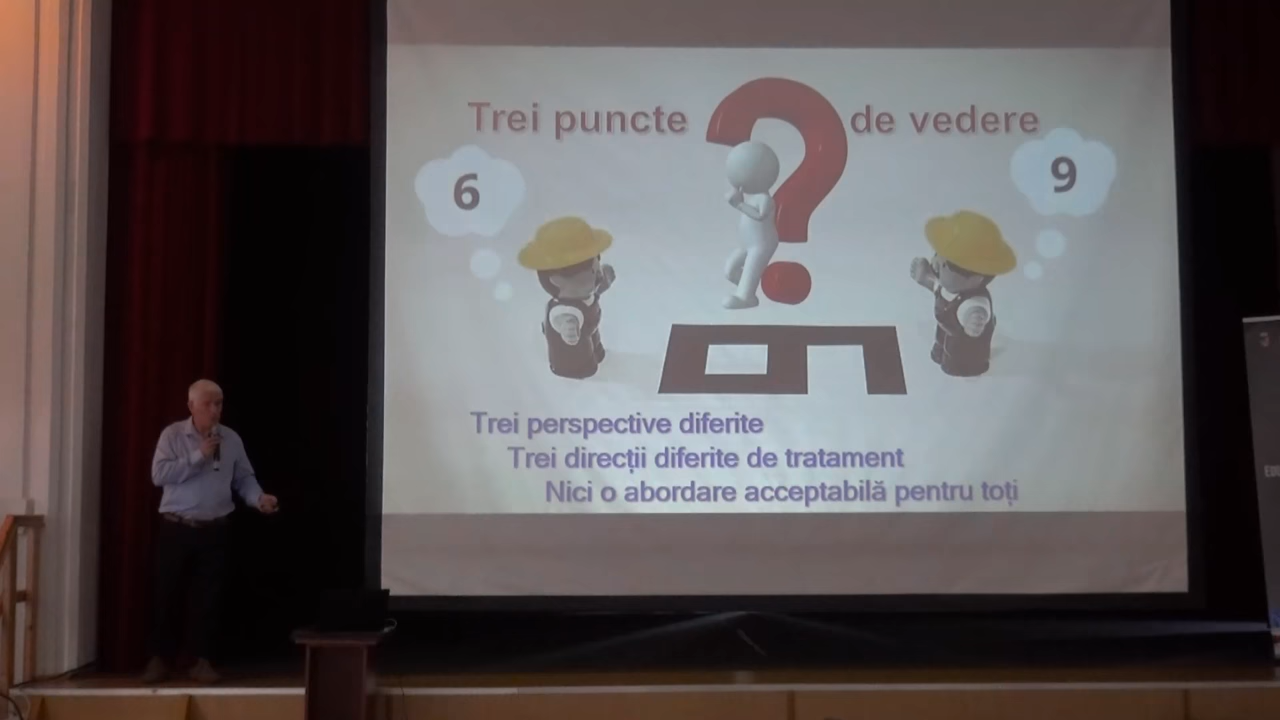 Trei puncte de vedere
6
9
Trei perspective diferite
Trei direcții diferite de tratament
Nici o abordare acceptabilă pentru toți